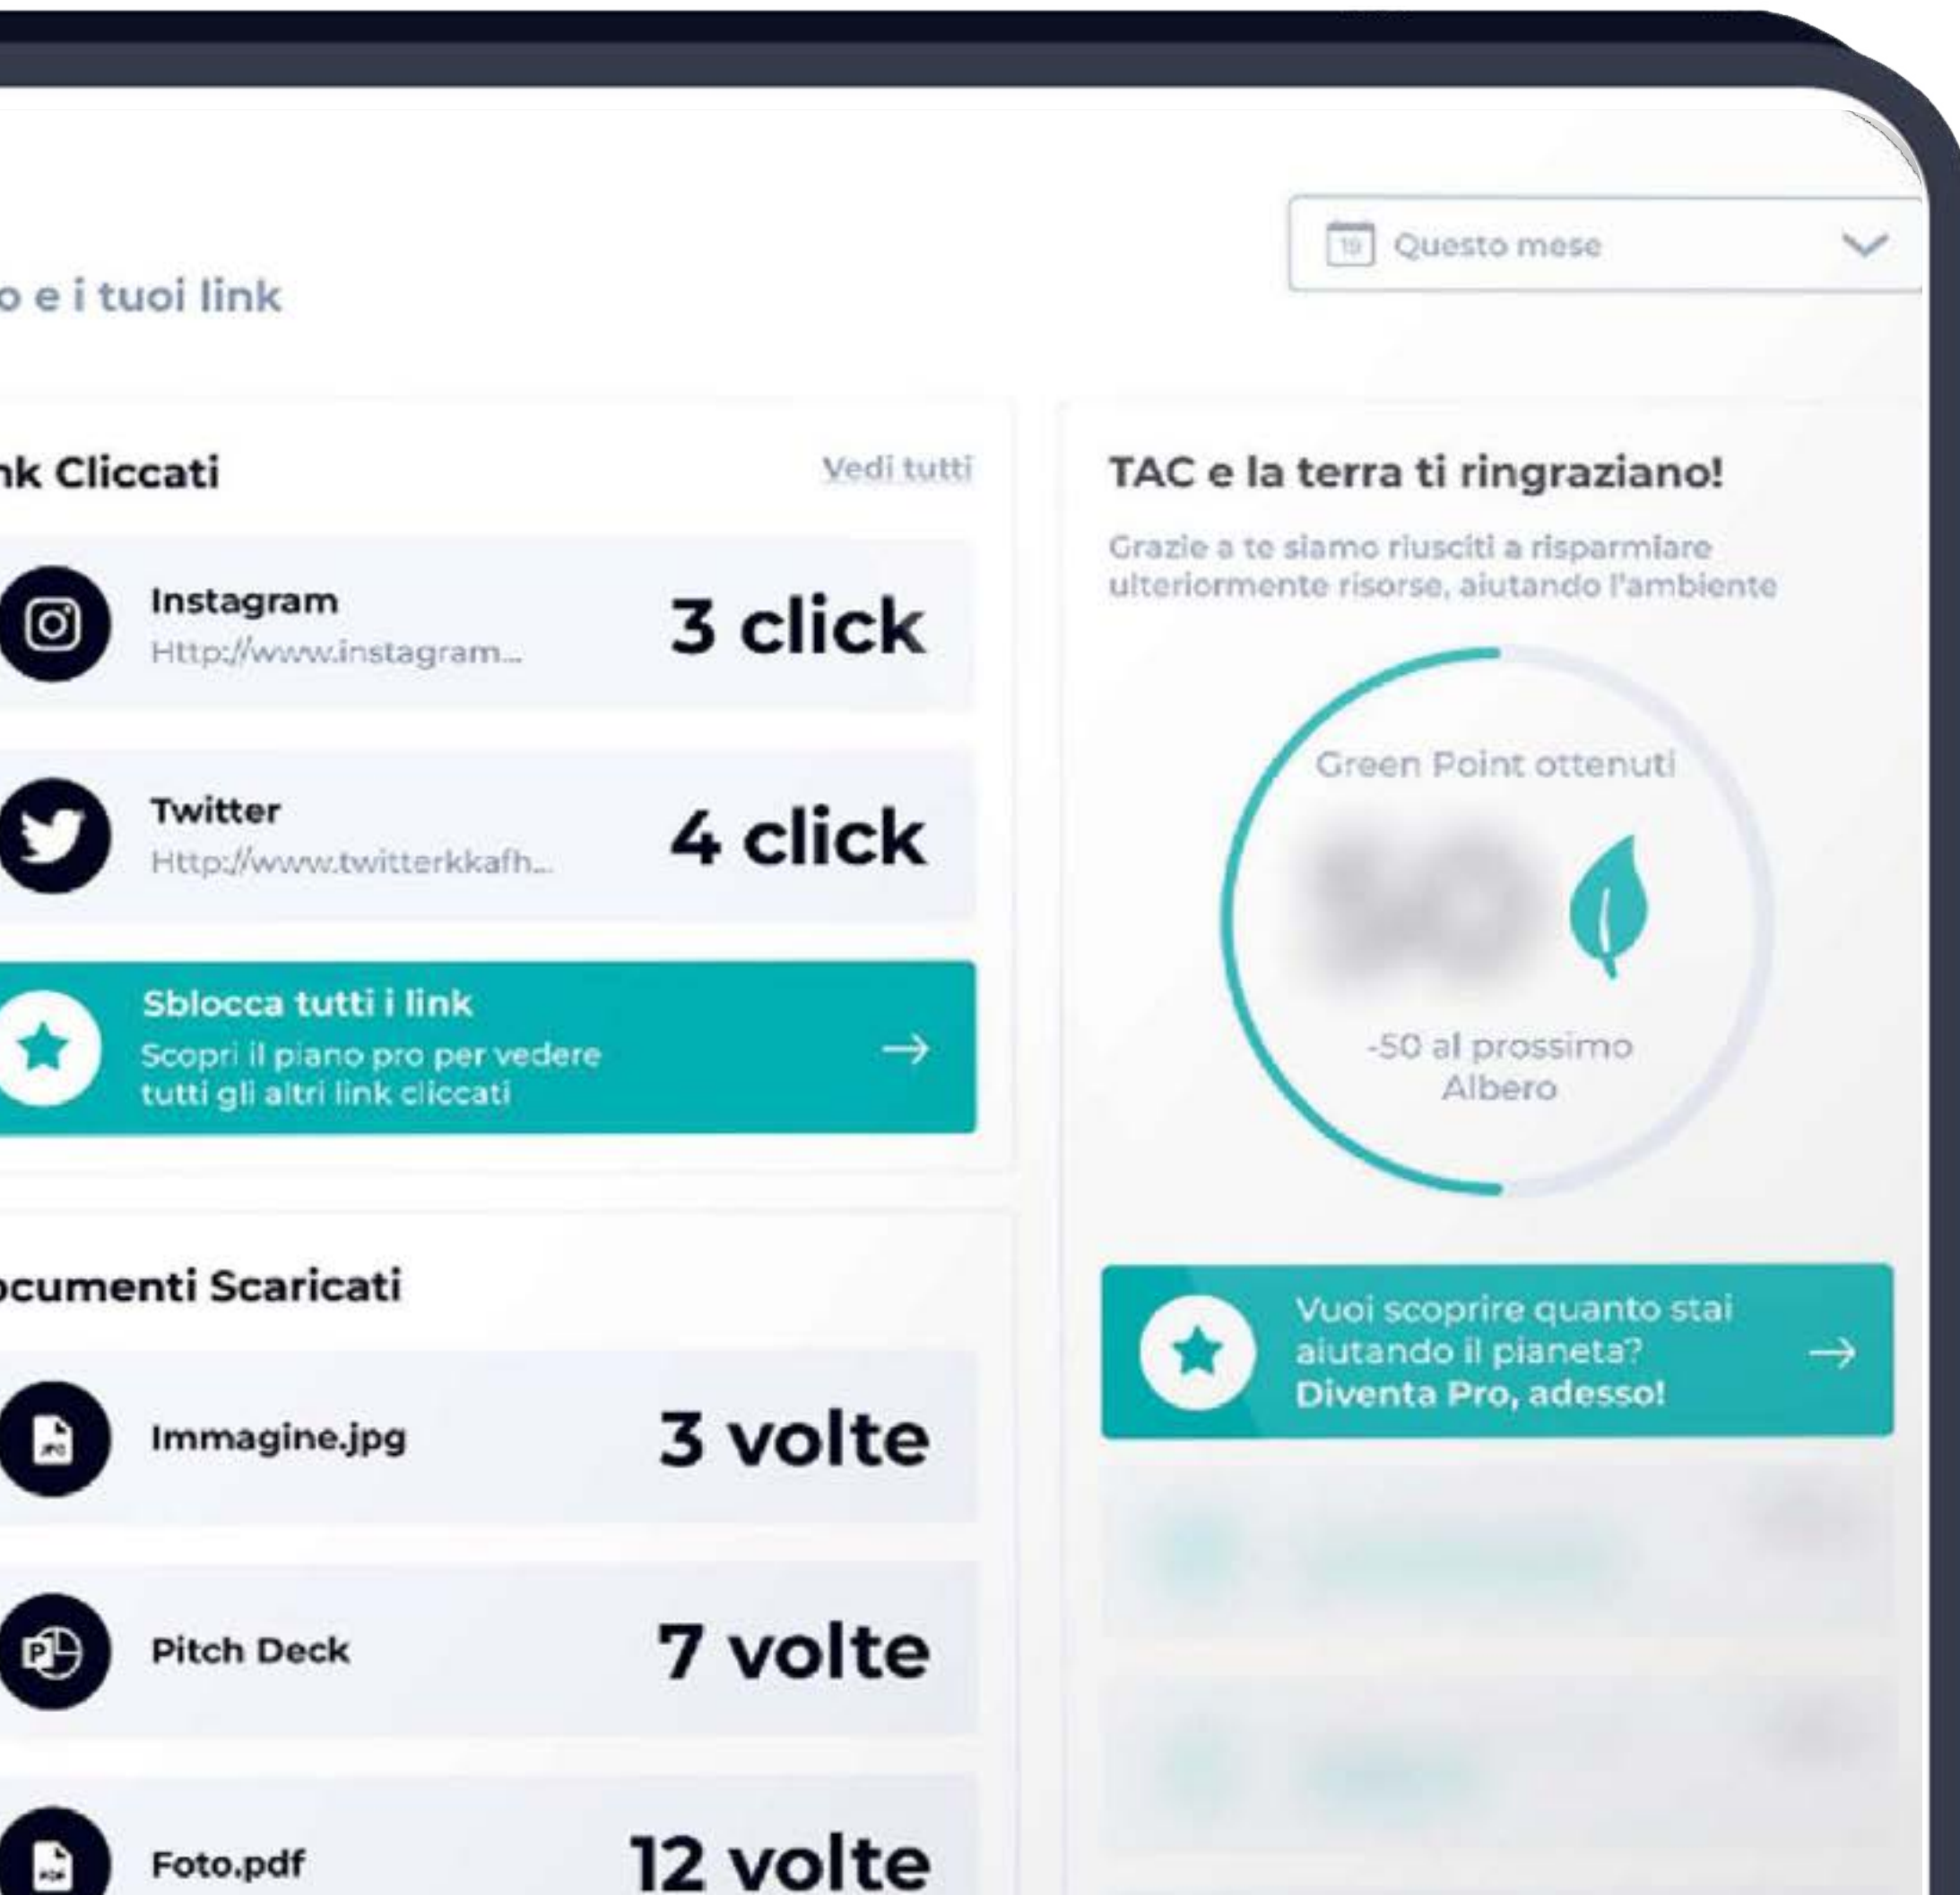 Questo mese
o e i tuoi link
nk Cliccati
Vedi tutti
Instagram
Http://www.instagram...
3 click
Twitter
Http://www.twitterkkafh...
4 click
Sblocca tutti i link
Scopri il piano pro per vedere
tutti gli altri link cliccati
ocumenti Scaricati
Immagine.jpg
3 volte
Pitch Deck
7 volte
Foto.pdf
12 volte
TAC e la terra ti ringraziano!
Grazie a te siamo riusciti a risparmiare
ulteriormente risorse, aiutando l'ambiente
Green Point ottenuti
-50 al prossimo
Albero
Vuoi scoprire quanto stai
aiutando il pianeta?
Diventa Pro, adesso!